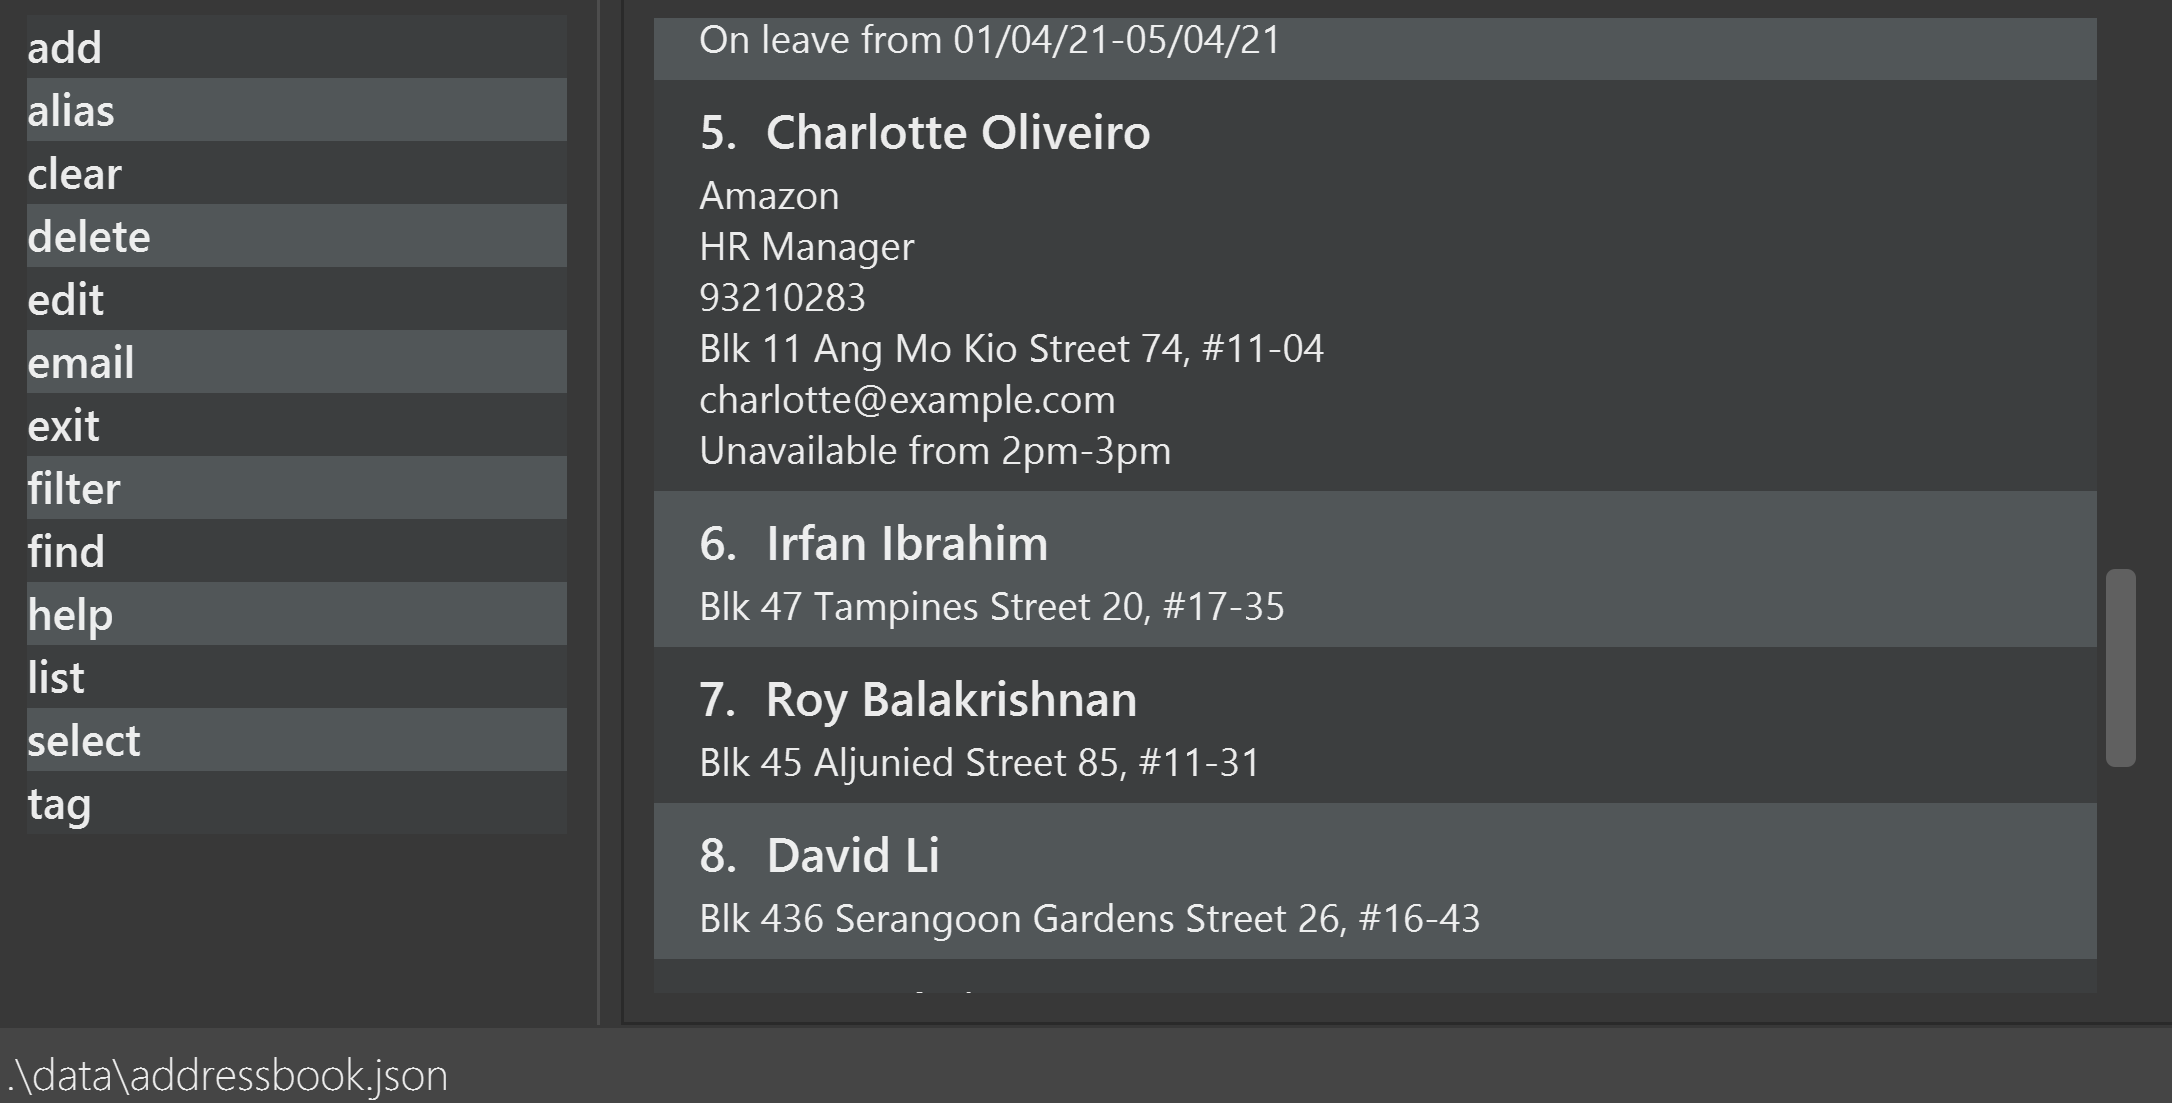 add
alias
clear
delete
edit
email
exit
filter
find
help
list
select
tag
On leave from 01/04/21-05/04/21
5. Charlotte Oliveiro
Amazon
HR Manager
93210283
Blk 11 Ang Mo Kio Street 74, #11-04
charlotte@example.com
Unavailable from 2pm-3pm
6. Irfan Ibrahim
Blk 47 Tampines Street 20, #17-35
7. Roy Balakrishnan
Blk 45 Aljunied Street 85, #11-31
8. David Li
Blk 436 Serangoon Gardens Street 26, #16-43
.\data\addressbook.json